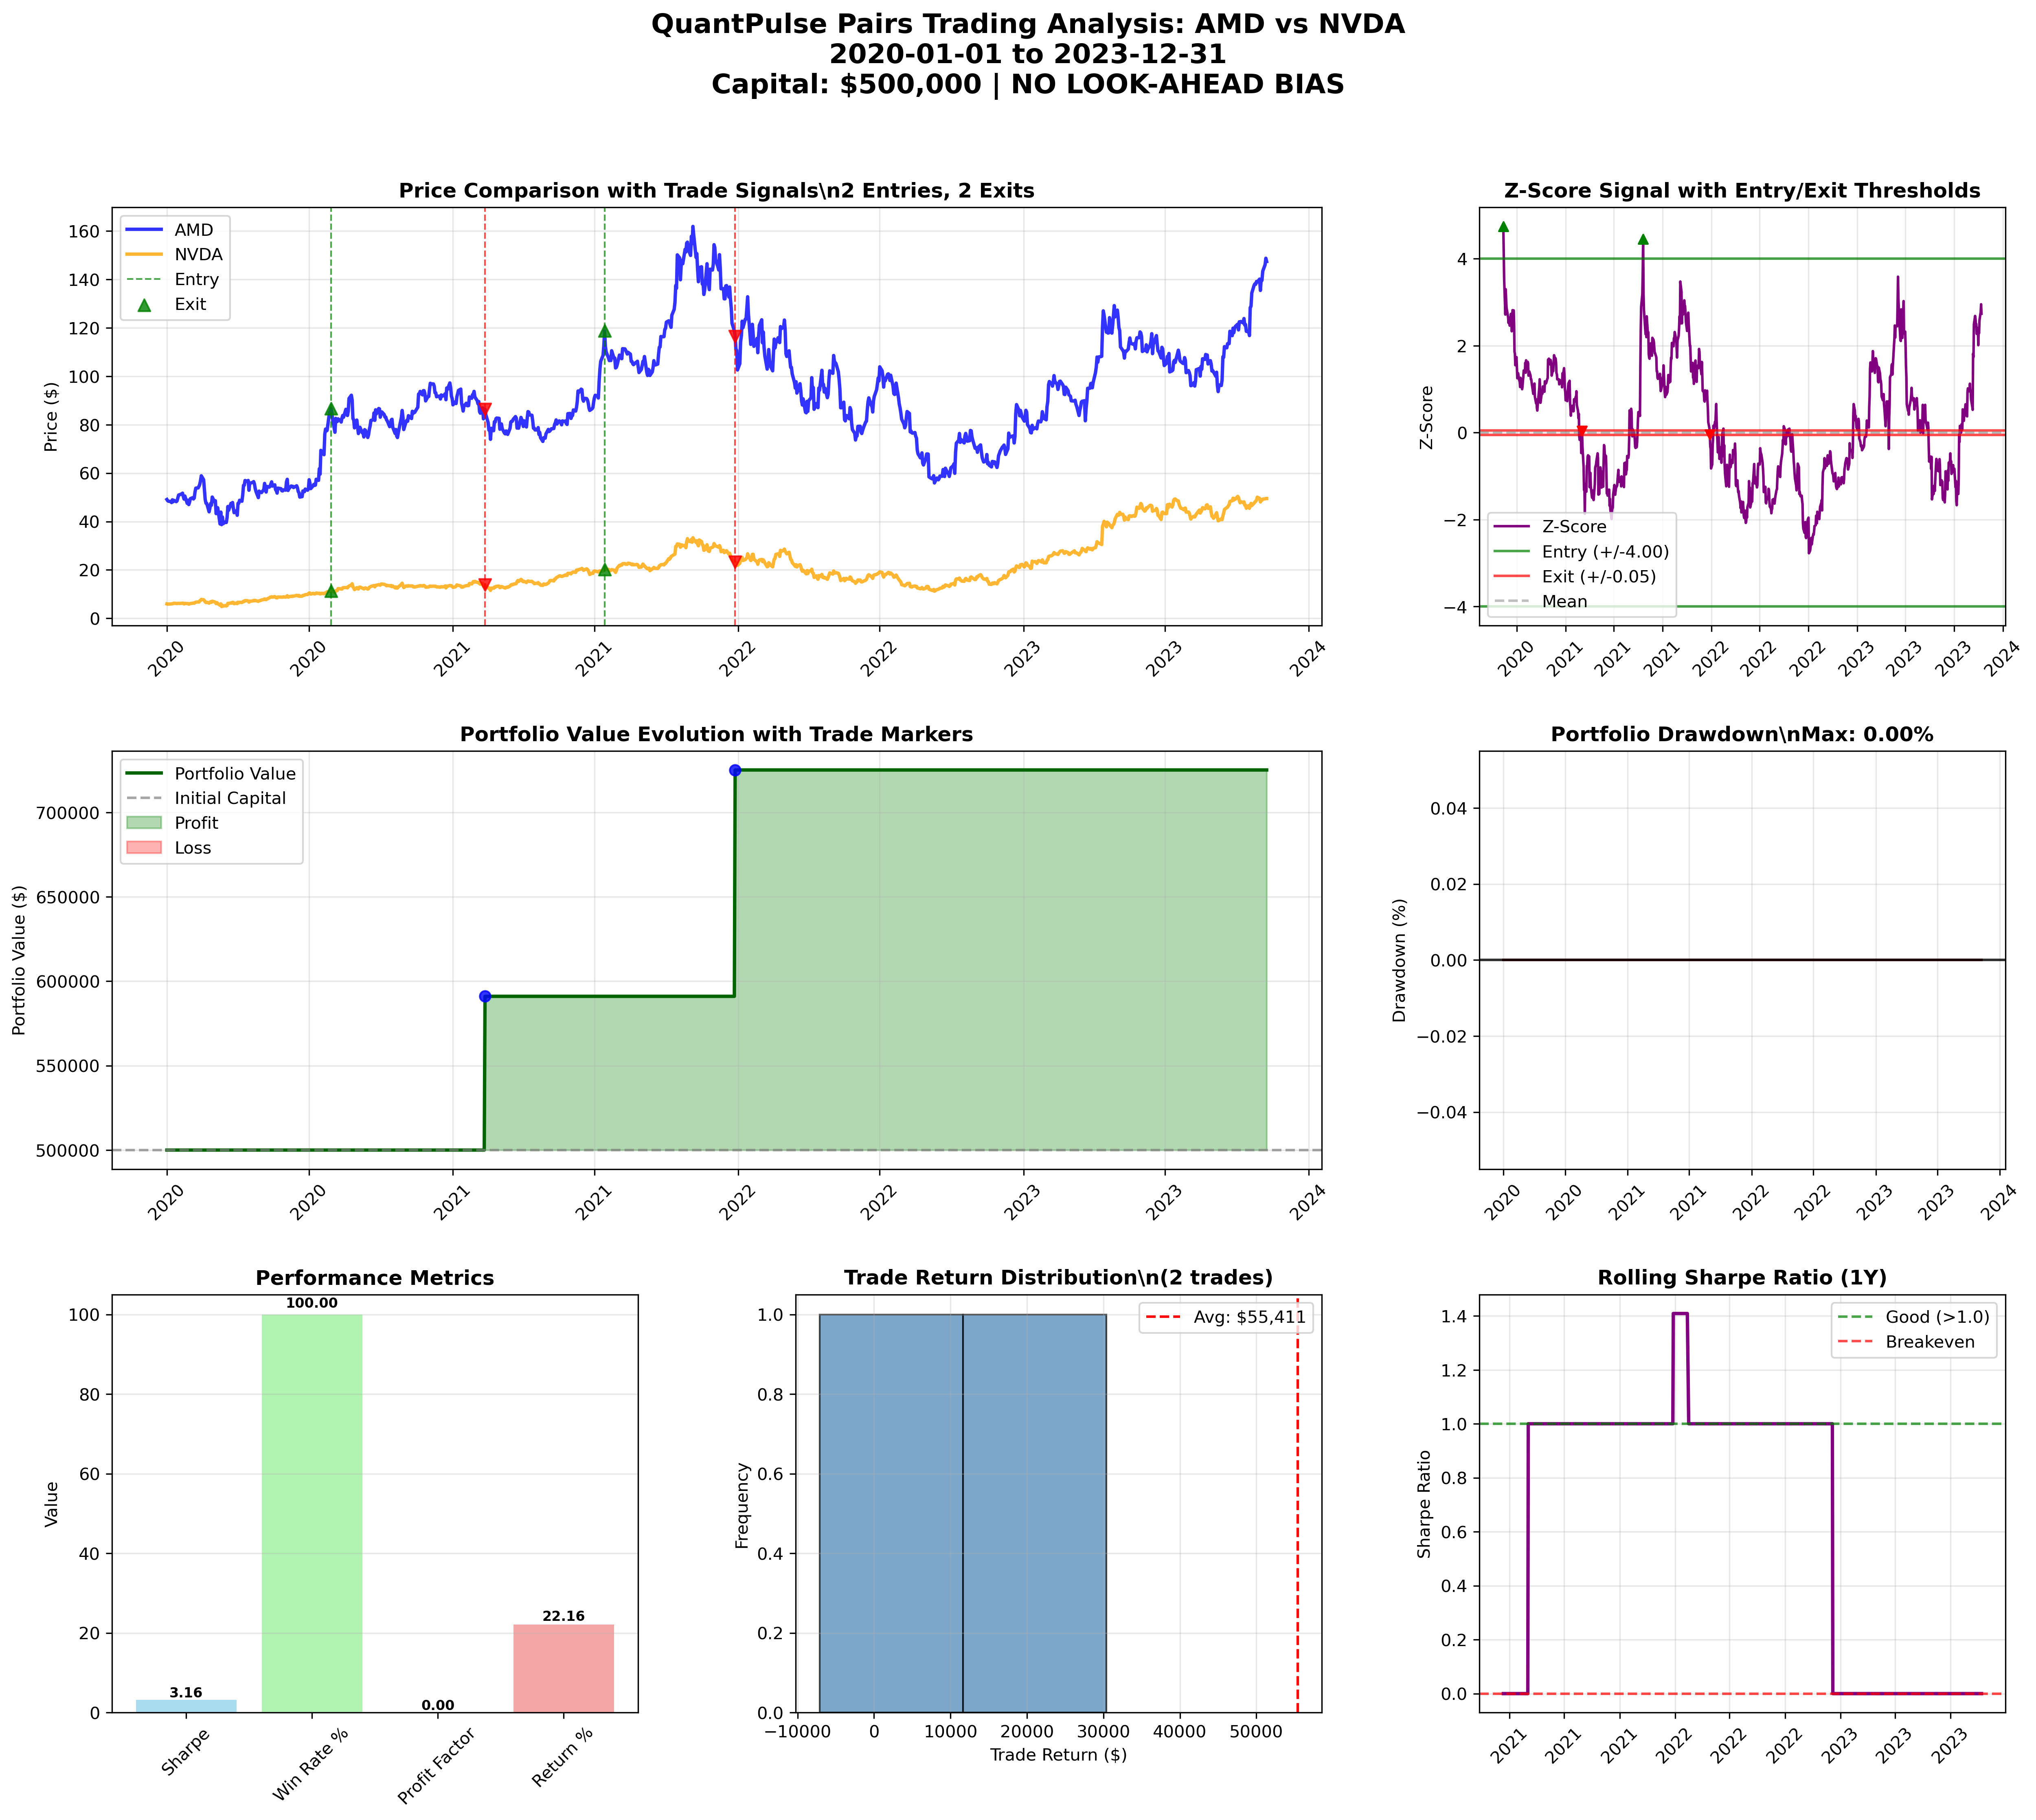 QuantPulse Pairs Trading Analysis: AMD vs NVDA
2020-01-01 to 2023-12-31
Capital: $500,000 | NO LOOK-AHEAD BIAS
Price Comparison with Trade Signals\n2 Entries, 2 Exits
AMD
NVDA
Entry
Exit
Price ($)
160
140
120
100
80
60
40
20
0
2020
2020
2021
2021
2022
2022
2023
2023
2024
Z-Score Signal with Entry/Exit Thresholds
Z-Score
4
2
0
−2
−4
Z-Score
Entry (+/-4.00)
Exit (+/-0.05)
Mean
2020
2021
2021
2021
2022
2022
2022
2023
2023
2023
2024
Portfolio Value Evolution with Trade Markers
Portfolio Value
Initial Capital
Profit
Loss
Portfolio Value ($)
700000
650000
600000
550000
500000
2020
2020
2021
2021
2022
2022
2023
2023
2024
Portfolio Drawdown\nMax: 0.00%
Drawdown (%)
0.04
0.02
0.00
−0.02
−0.04
2020
2020
2021
2021
2022
2022
2023
2023
2024
Performance Metrics
Value
100
80
60
40
20
0
3.16
100.00
0.00
22.16
Sharpe
Win Rate %
Profit Factor
Return %
Trade Return Distribution\n(2 trades)
Avg: $55,411
Frequency
1.0
0.8
0.6
0.4
0.2
0.0
−10000
0
10000
20000
30000
40000
50000
Trade Return ($)
Rolling Sharpe Ratio (1Y)
Good (>1.0)
Breakeven
Sharpe Ratio
1.4
1.2
1.0
0.8
0.6
0.4
0.2
0.0
2021
2021
2021
2022
2022
2022
2023
2023
2023